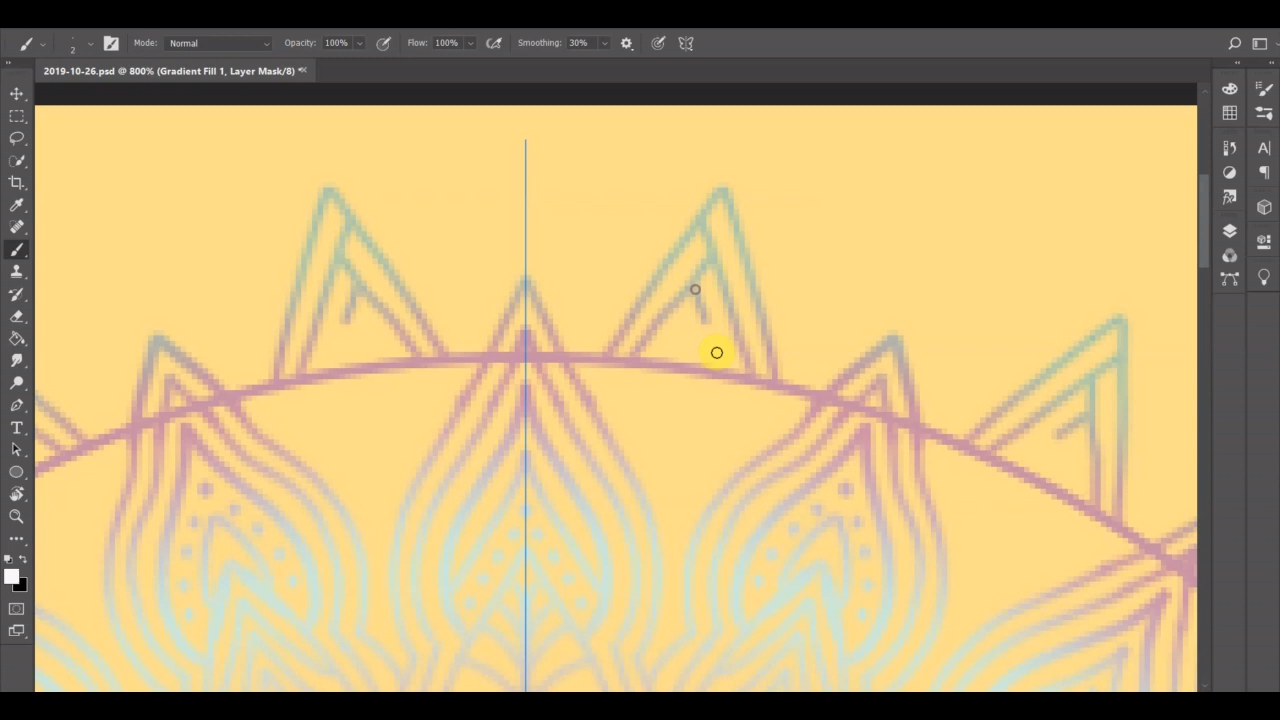 2 Mode: Normal Opacity: 100% Flow: 100% Smoothing: 30%
2019-10-26.psd @ 800% (Gradient Fill 1, Layer Mask/8) *